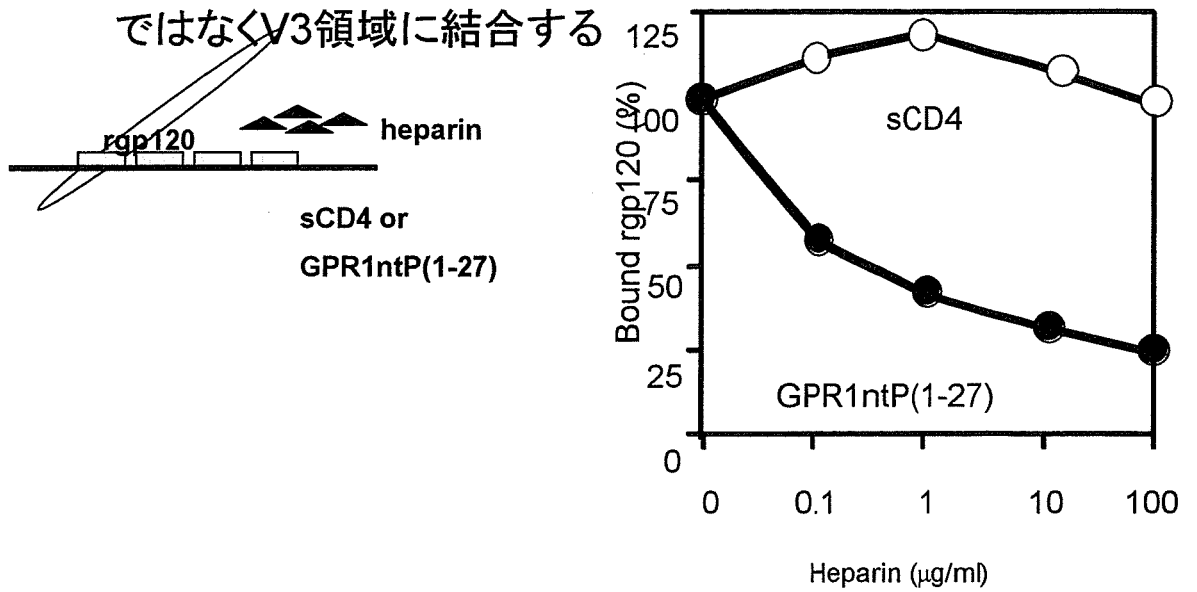 ではなくV3領域に結合する
rgp120
heparin
sCD4 or
GPR1ntP(1-27)
Bound rgp120 (%)
125
100
75
50
25
0
sCD4
GPR1ntP(1-27)
0 0.1 1 10 100
Heparin (μg/ml)